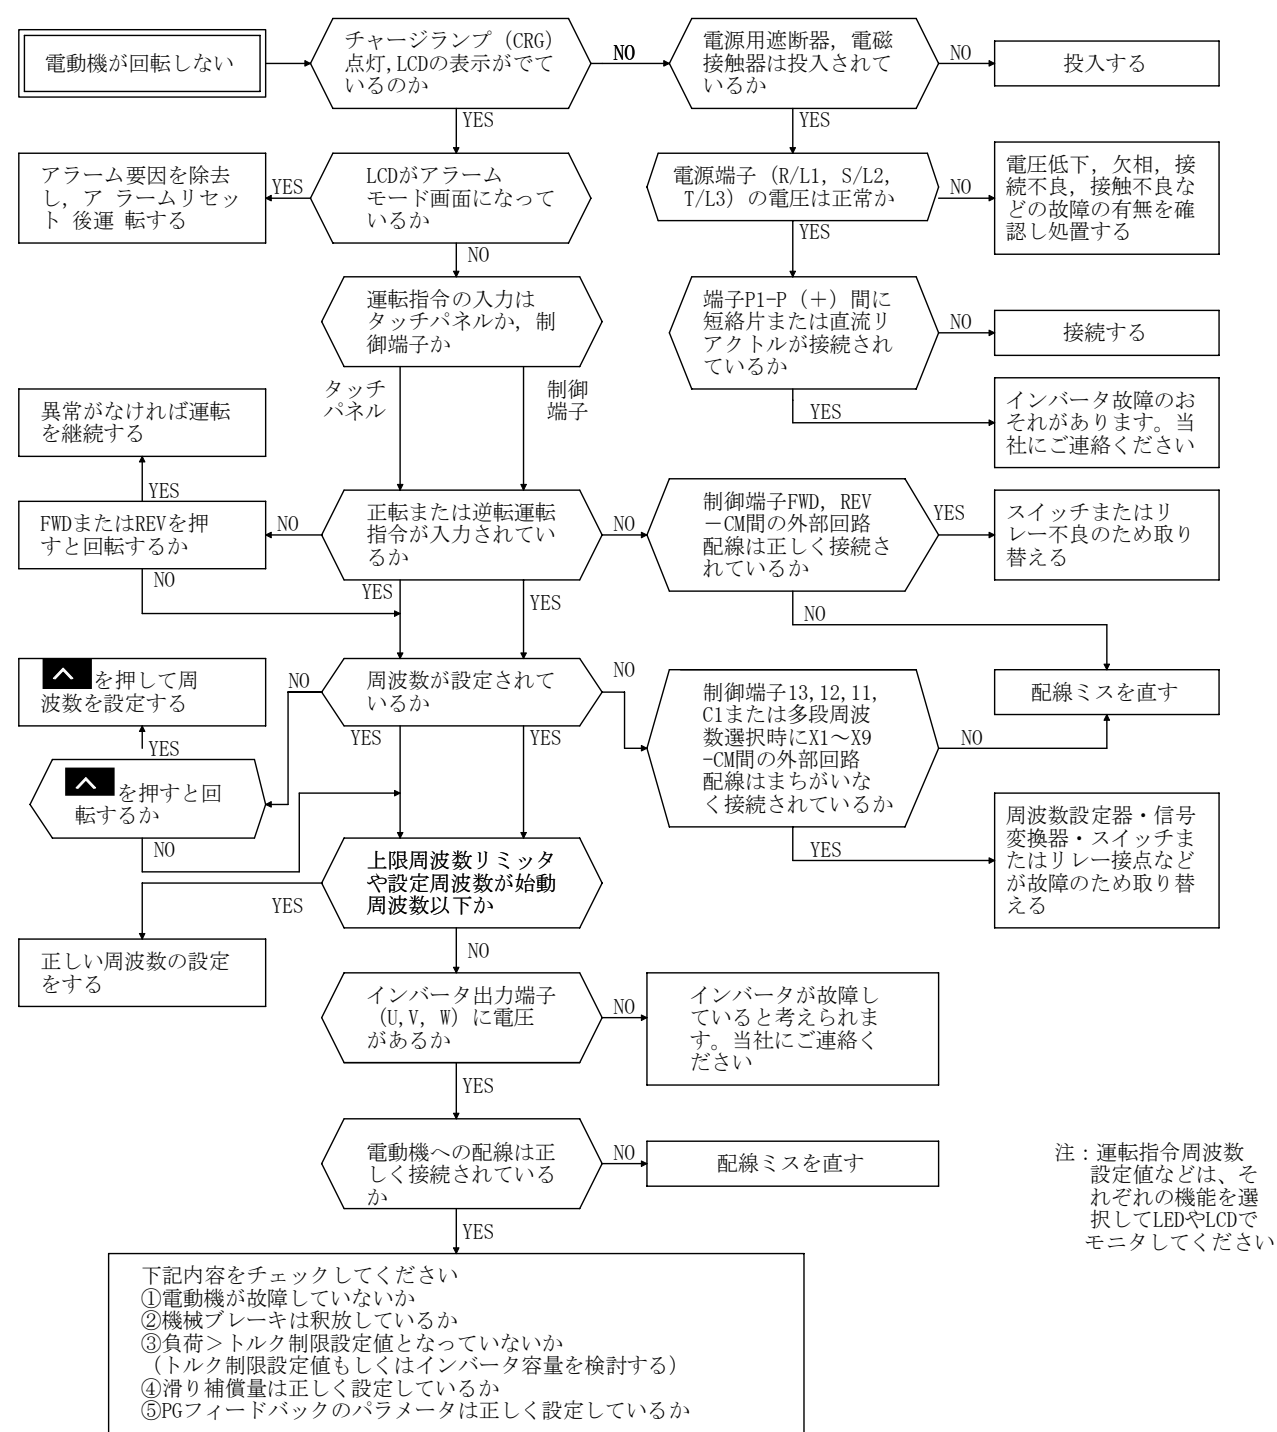 電動機が回転しない
チャージランプ (CRG)
点灯,LCDの表示がでて
いるのか
NO
電源用遮断器, 電磁
接触器は投入されて
いるか
NO
投入する
YES
YES
アラーム要因を除去
し, ア ラームリセッ
ト 後運 転する
YES
LCDがアラーム
モード画面になって
いるか
電源端子 (R/L1, S/L2,
T/L3) の電圧は正常か
NO
電圧低下, 欠相, 接
続不良, 接触不良な
どの故障の有無を確
認し処置する
NO
YES
運転指令の入力は
タッチパネルか, 制
御端子か
端子P1-P (+) 間に
短絡片または直流リ
アクトルが接続され
ているか
NO
接続する
タッチ
パネル
制御
端子
YES
インバータ故障のお
それがあります。当
社にご連絡ください
異常がなければ運転
を継続する
YES
FWDまたはREVを押
すと回転するか
NO
正転または逆転運転
指令が入力されてい
るか
NO
制御端子FWD, REV
-CM間の外部回路
配線は正しく接続さ
れているか
YES
スイッチまたはリ
レー不良のため取り
替える
NO
YES
YES
NO
∧を押して周
波数を設定する
NO
周波数が設定されて
いるか
NO
制御端子13,12,11,
C1または多段周波
数選択時にX1～X9
-CM間の外部回路
配線はまちがいな
く接続されているか
NO
配線ミスを直す
YES
YES
YES
∧を押すと回
転するか
NO
YES
周波数設定器・信号
変換器・スイッチま
たはリレー接点など
が故障のため取り替
える
上限周波数リミッタ
や設定周波数が始動
周波数以下か
YES
NO
正しい周波数の設定
をする
インバータ出力端子
(U,V, W) に電圧
があるか
NO
インバータが故障し
ていると考えられま
す。当社にご連絡く
ださい
YES
電動機への配線は正
しく接続されている
か
NO
配線ミスを直す
注：運転指令周波数
設定値などは、そ
れぞれの機能を選
択してLEDやLCDで
モニタしてください
YES
下記内容をチェックしてください
①電動機が故障していないか
②機械ブレーキは釈放しているか
③負荷＞トルク制限設定値となっていないか
(トルク制限設定値もしくはインバータ容量を検討する)
④滑り補償量は正しく設定しているか
⑤PGフィードバックのパラメータは正しく設定しているか